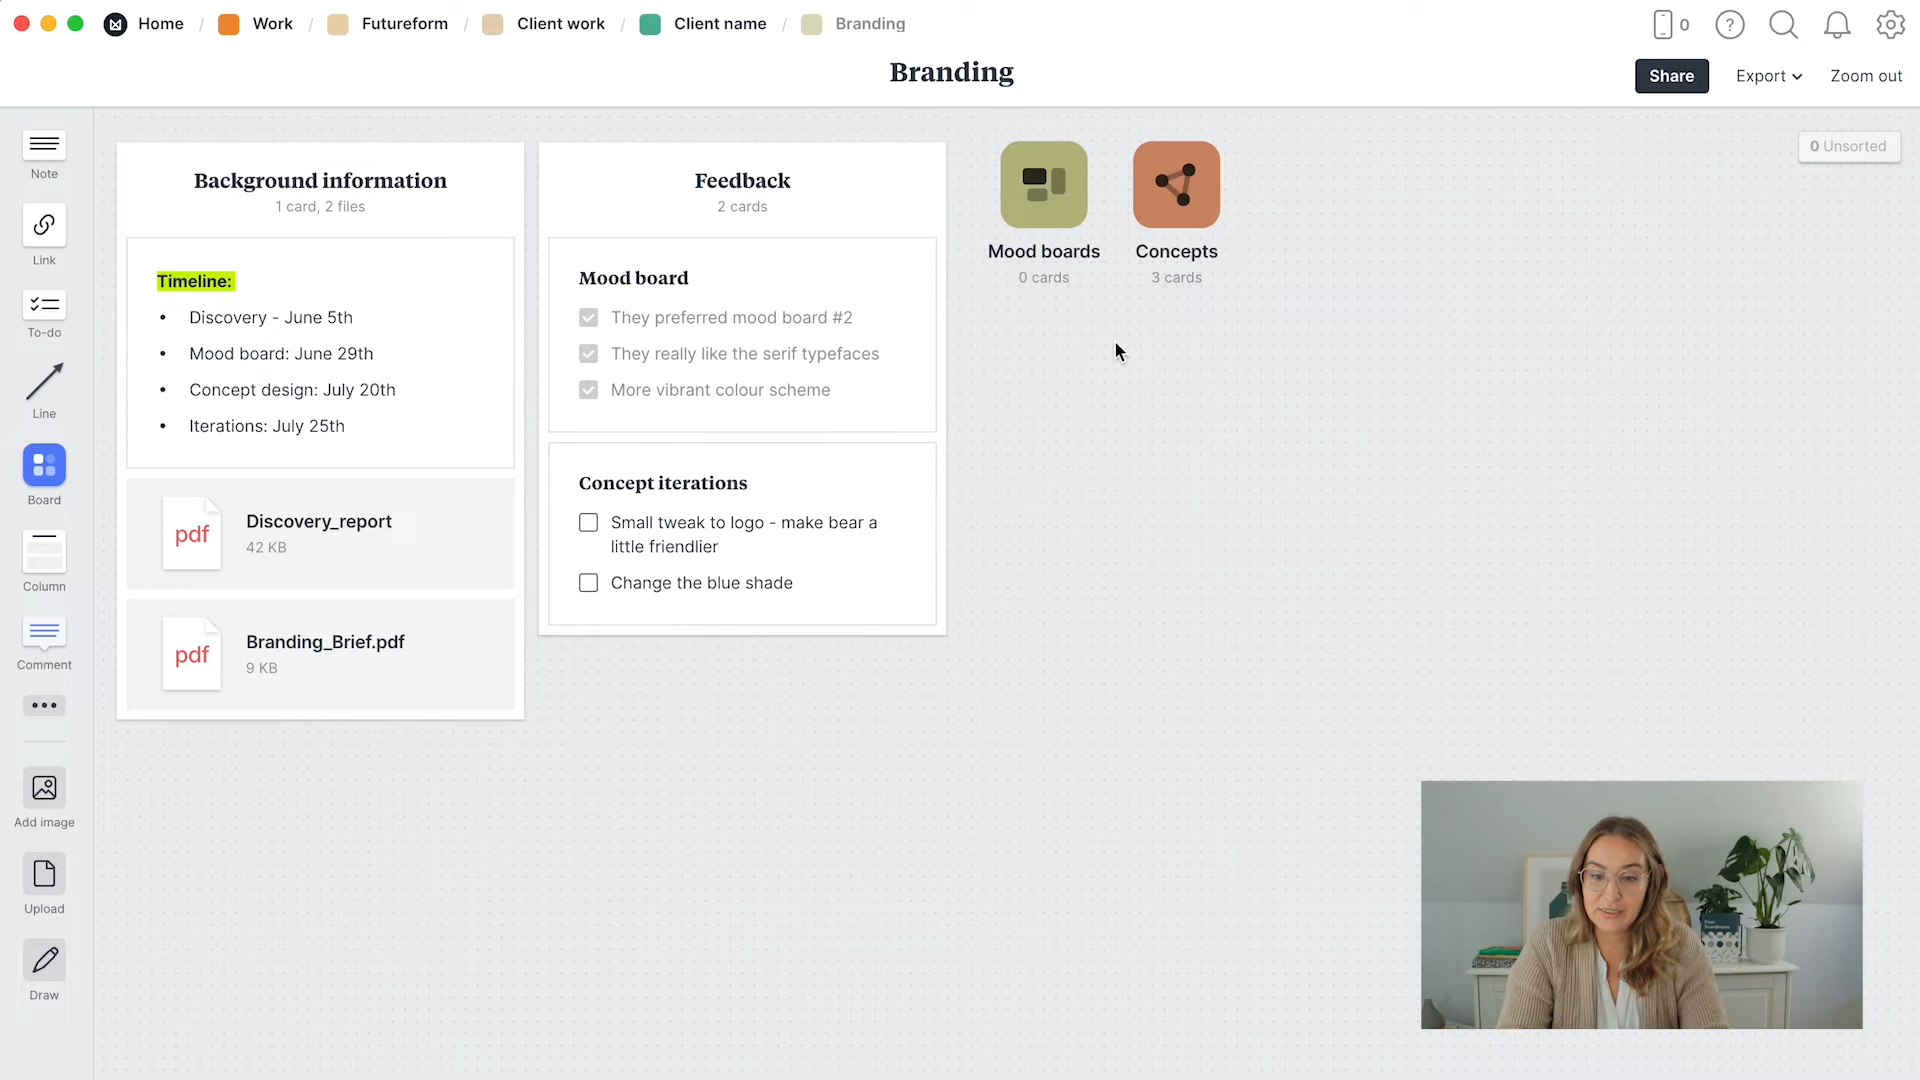 Home / Work / Futureform / Client work / Client name / Branding
0
Branding
Share
Export
Zoom out
0 Unsorted
Note
Link
To-do
Line
Board
Column
Comment
Add image
Upload
Draw
Background information
1 card, 2 files
Timeline:
• Discovery - June 5th
• Mood board: June 29th
• Concept design: July 20th
• Iterations: July 25th
pdf
Discovery_report
42 KB
pdf
Branding_Brief.pdf
9 KB
Feedback
2 cards
Mood board
They preferred mood board #2
They really like the serif typefaces
More vibrant colour scheme
Concept iterations
Small tweak to logo - make bear a
little friendlier
Change the blue shade
Mood boards
0 cards
Concepts
3 cards